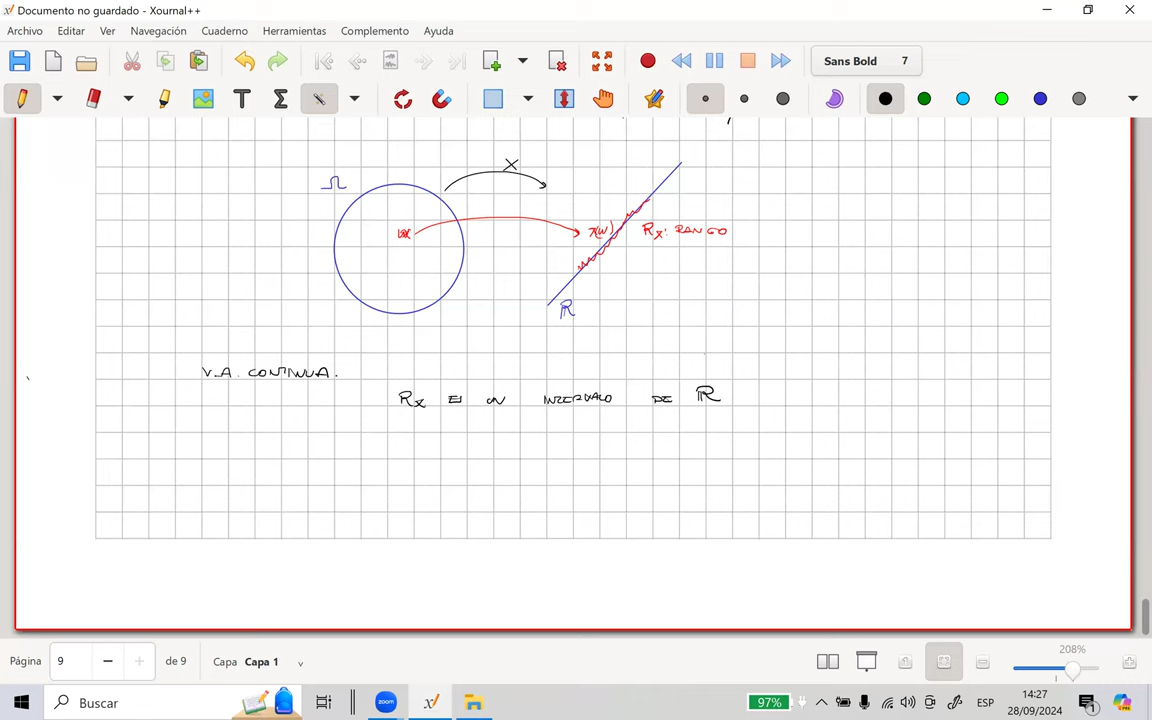 Documento no guardado - Xournal++
Archivo Editar Ver Navegación Cuaderno Herramientas Complemento Ayuda
Sans Bold 7
Ω
X
X(w)
Rx: RANGO
ℝ
V.A. CONTINUA.
Rx ES UN INTERVALO DE ℝ
Página 9 de 9 Capa Capa 1 208%
Buscar
zoom
97%
ESP
14:27
28/09/2024
1